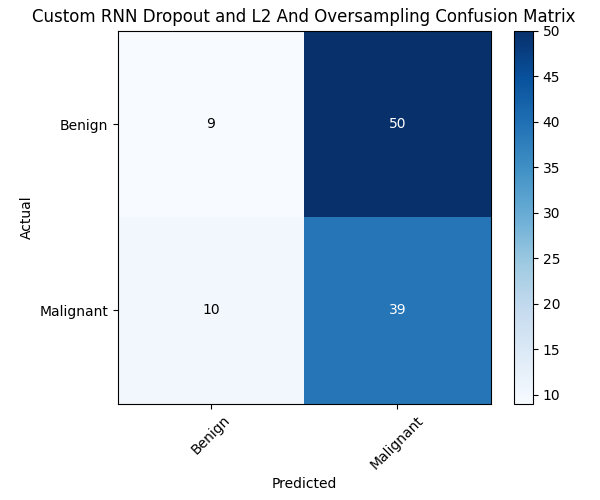 Custom RNN Dropout and L2 And Oversampling Confusion Matrix
Actual
Benign
9
50
Malignant
10
39
Benign
Malignant
Predicted
50
45
40
35
30
25
20
15
10